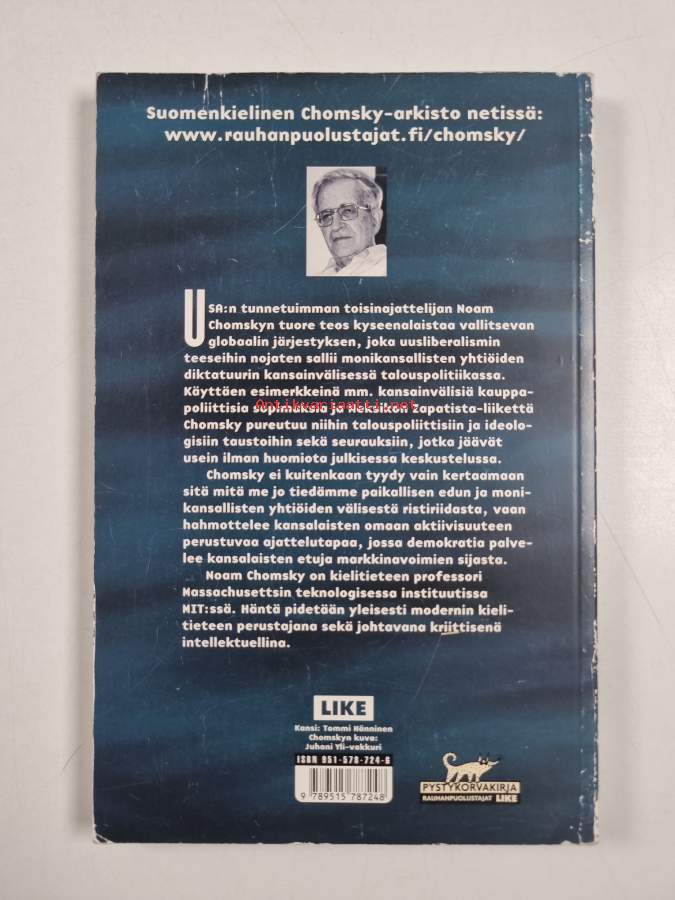 Suomenkielinen Chomsky-arkisto netissä:
www.rauhanpuolustajat.fi/chomsky/
USA:n tunnetuimman toisinajattelijan Noam
Chomskyn tuore teos kyseenalaistaa vallitsevan
globaalin järjestyksen, joka uusliberalismin
teeseihin nojaten sallii monikansallisten yhtiöiden
diktatuurin kansainvälisessä talouspolitiikassa.
Käyttäen esimerkkeinä mm. kansainvälisiä kauppa-
poliittisia sopimuksia ja Meksikon Zapatista-liikettä
Antikvariaatti.net
Chomsky pureutuu niihin talouspoliittisiin ja ideolo-
gisiin taustoihin sekä seurauksiin, jotka jäävät
usein ilman huomiota julkisessa keskustelussa.
Chomsky ei kuitenkaan tyydy vain kertaamaan
sitä mitä me jo tiedämme paikallisen edun ja moni-
kansallisten yhtiöiden välisestä ristiriidasta, vaan
hahmottelee kansalaisten omaan aktiivisuuteen
perustuvaa ajattelutapaa, jossa demokratia palve-
lee kansalaisten etuja markkinavoimien sijasta.
Noam Chomsky on kielitieteen professori
Massachusettsin teknologisessa instituutissa
MIT:ssä. Häntä pidetään yleisesti modernin kieli-
tieteen perustajana sekä johtavana kriittisenä
intellektuellina.
LIKE
Kansi: Tommi Hänninen
Chomskyn kuva:
Juhani Yli-vakkuri
ISBN 951-578-724-6
9 789515 787248
PYSTYKORVAKIRJA
RAUHANPUOLUSTAJAT LIKE